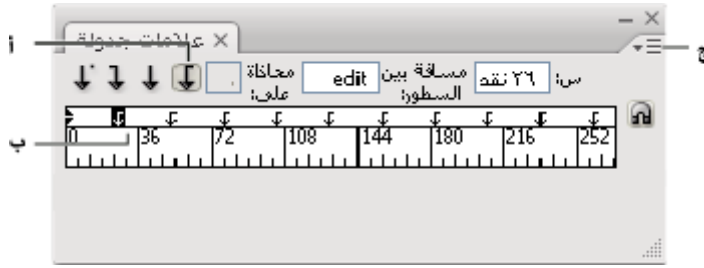 علامات جدولة
أ
ج
س: ٢٦ نقد مسافة بين السطور: edit محاذاة على: .
ب
0 36 72 108 144 180 216 252